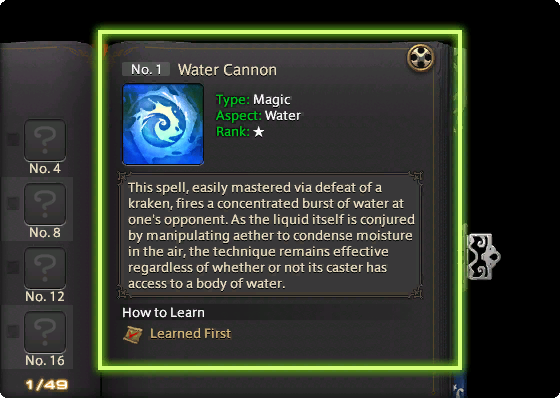 No. 1 Water Cannon
Type: Magic
Aspect: Water
Rank: ★
This spell, easily mastered via defeat of a
kraken, fires a concentrated burst of water at
one's opponent. As the liquid itself is conjured
by manipulating aether to condense moisture
in the air, the technique remains effective
regardless of whether or not its caster has
access to a body of water.
How to Learn
Learned First
?
No. 4
?
No. 8
?
No. 12
?
No. 16
1/49